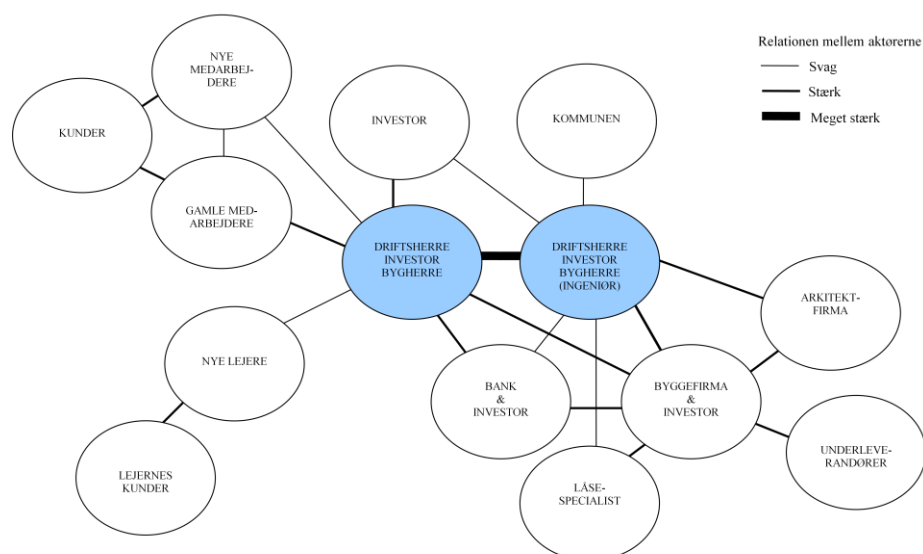 Relationen mellem aktørerne
Svag
Stærk
Meget stærk
NYE
MEDARBEJ-
DERE
KUNDER
INVESTOR
KOMMUNEN
GAMLE MED-
ARBEJDERE
DRIFTSHERRE
INVESTOR
BYGHERRE
DRIFTSHERRE
INVESTOR
BYGHERRE
(INGENIØR)
ARKITEKT-
FIRMA
NYE LEJERE
BANK
&
INVESTOR
BYGGEFIRMA
&
INVESTOR
LEJERNES
KUNDER
LÅSE-
SPECIALIST
UNDERLEVE-
RANDØRER